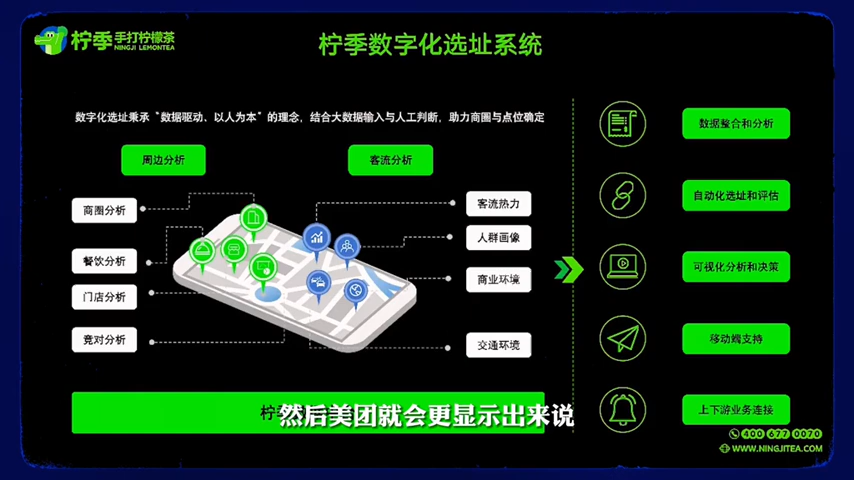 柠季 手打柠檬茶
NINGJI LEMONTEA
柠季数字化选址系统
数字化选址秉承“数据驱动、以人为本”的理念，结合大数据输入与人工判断，助力商圈与点位确定
周边分析
客流分析
商圈分析
餐饮分析
门店分析
竞对分析
客流热力
人群画像
商业环境
交通环境
数据整合和分析
自动化选址和评估
可视化分析和决策
移动端支持
上下游业务连接
柠
然后美团就会更显示出来说
400 677 0070
WWW.NINGJITEA.COM